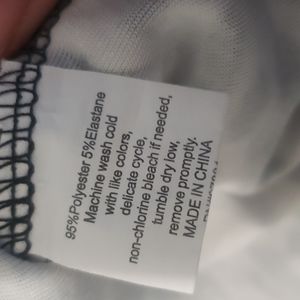 95%Polyester 5%Elastane
Machine wash cold
with like colors,
delicate cycle,
non-chlorine bleach if needed,
tumble dry low,
remove promptly.
MADE IN CHINA